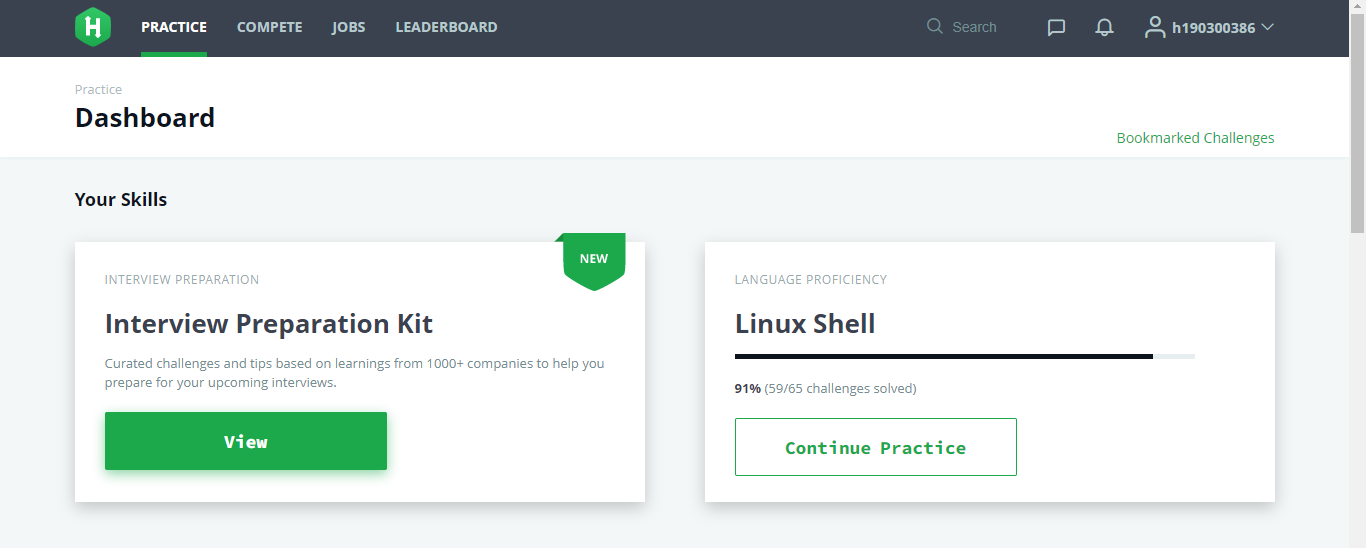 H PRACTICE COMPETE JOBS LEADERBOARD Search h190300386
Practice
Dashboard
Bookmarked Challenges
Your Skills
NEW
INTERVIEW PREPARATION
Interview Preparation Kit
Curated challenges and tips based on learnings from 1000+ companies to help you
prepare for your upcoming interviews.
View
LANGUAGE PROFICIENCY
Linux Shell
91% (59/65 challenges solved)
Continue Practice